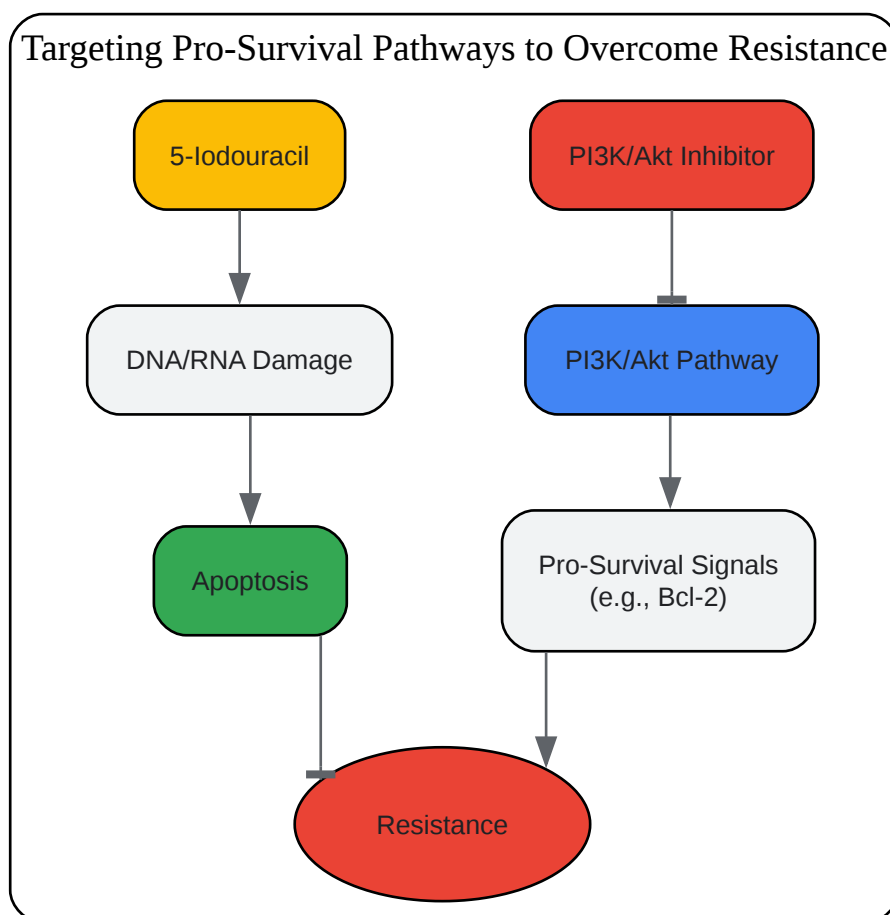 Targeting Pro-Survival Pathways to Overcome Resistance
5-Iodouracil
PI3K/Akt Inhibitor
DNA/RNA Damage
PI3K/Akt Pathway
Apoptosis
Pro-Survival Signals
(e.g., Bcl-2)
Resistance